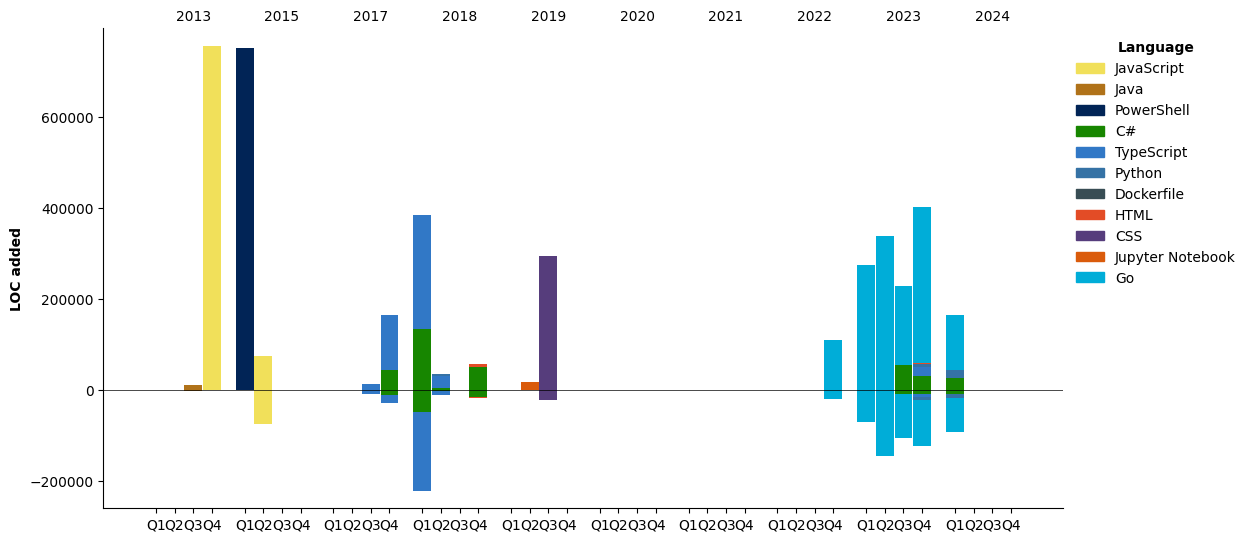 2013 2015 2017 2018 2019 2020 2021 2022 2023 2024
Language
JavaScript
Java
PowerShell
C#
TypeScript
Python
Dockerfile
HTML
CSS
Jupyter Notebook
Go
LOC added
600000
400000
200000
0
−200000
Q1Q2Q3Q4 Q1Q2Q3Q4 Q1Q2Q3Q4 Q1Q2Q3Q4 Q1Q2Q3Q4 Q1Q2Q3Q4 Q1Q2Q3Q4 Q1Q2Q3Q4 Q1Q2Q3Q4 Q1Q2Q3Q4